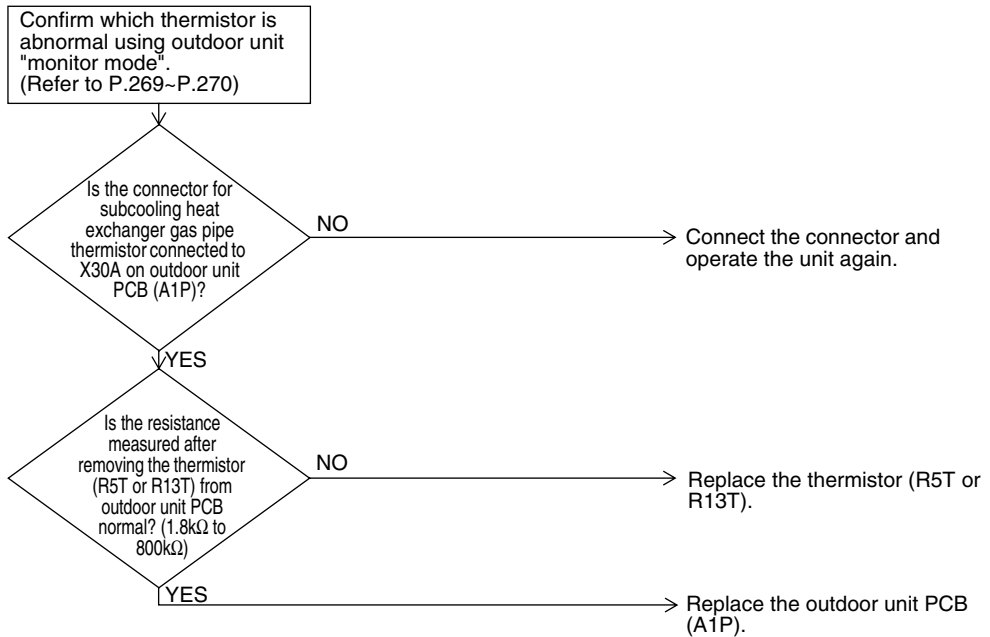 Confirm which thermistor is
abnormal using outdoor unit
"monitor mode".
(Refer to P.269~P.270)
Is the connector for
subcooling heat
exchanger gas pipe
thermistor connected to
X30A on outdoor unit
PCB (A1P)?
NO
Connect the connector and
operate the unit again.
YES
Is the resistance
measured after
removing the thermistor
(R5T or R13T) from
outdoor unit PCB
normal? (1.8kΩ to
800kΩ)
NO
Replace the thermistor (R5T or
R13T).
YES
Replace the outdoor unit PCB
(A1P).